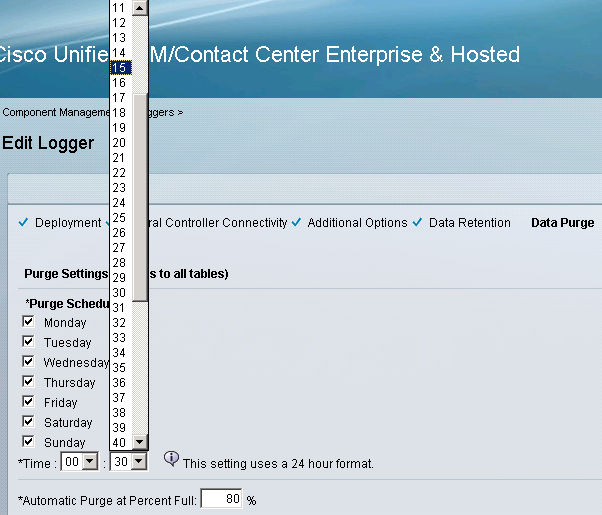 Cisco Unifie M/Contact Center Enterprise & Hosted
Component Manageme ggers >
Edit Logger
Deployment ral Controller Connectivity Additional Options Data Retention Data Purge
Purge Settings s to all tables)
*Purge Schedu
Monday
Tuesday
Wednesday
Thursday
Friday
Saturday
Sunday
11
12
13
14
15
16
17
18
19
20
21
22
23
24
25
26
27
28
29
30
31
32
33
34
35
36
37
38
39
40
*Time : 00 : 30 This setting uses a 24 hour format.
*Automatic Purge at Percent Full: 80 %